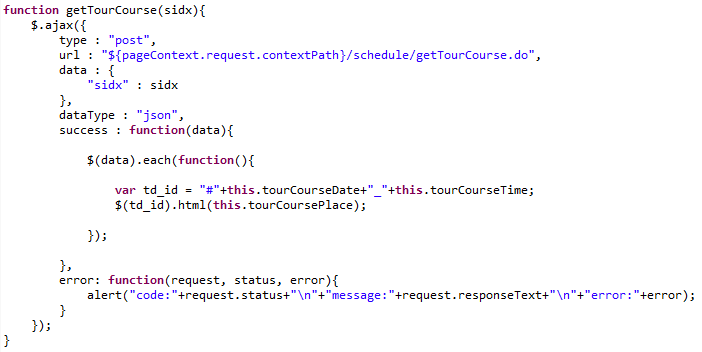 function getTourCourse(sidx){
    $.ajax({
        type : "post",
        url : "${pageContext.request.contextPath}/schedule/getTourCourse.do",
        data : {
            "sidx" : sidx
        },
        dataType : "json",
        success : function(data){
            $(data).each(function(){
                var td_id = "#"+this.tourCourseDate+"_"+this.tourCourseTime;
                $(td_id).html(this.tourCoursePlace);
            });
        },
        error: function(request, status, error){
            alert("code:"+request.status+"\n"+"message:"+request.responseText+"\n"+"error:"+error);
        }
    });
}